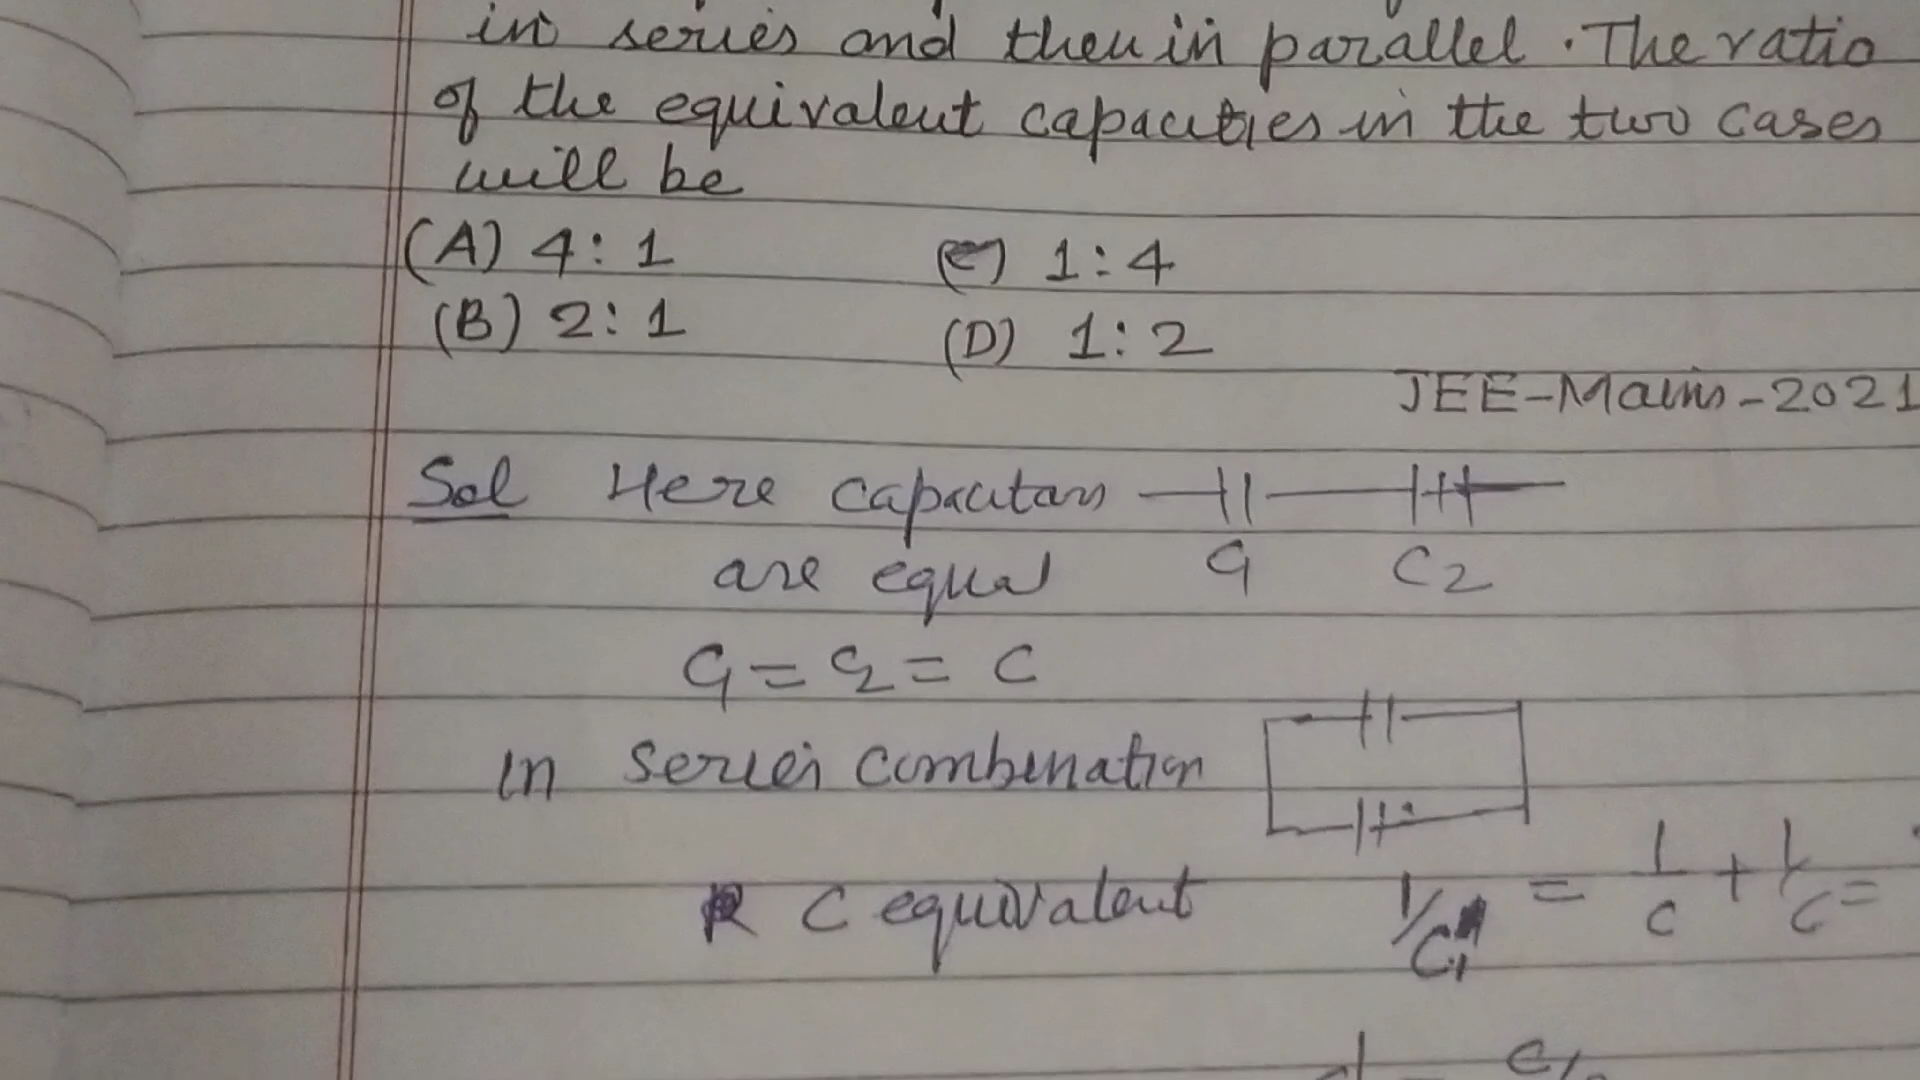 in series and then in parallel. The ratio
of the equivalent capacities in the two cases
will be
(A) 4:1 (C) 1:4
(B) 2:1 (D) 1:2
JEE-Mains-2021
Sol Here capacitors
are equal C1 C2
C1 = C2 = C
In series combination
C equivalent 1/C1 = 1/C + 1/C =